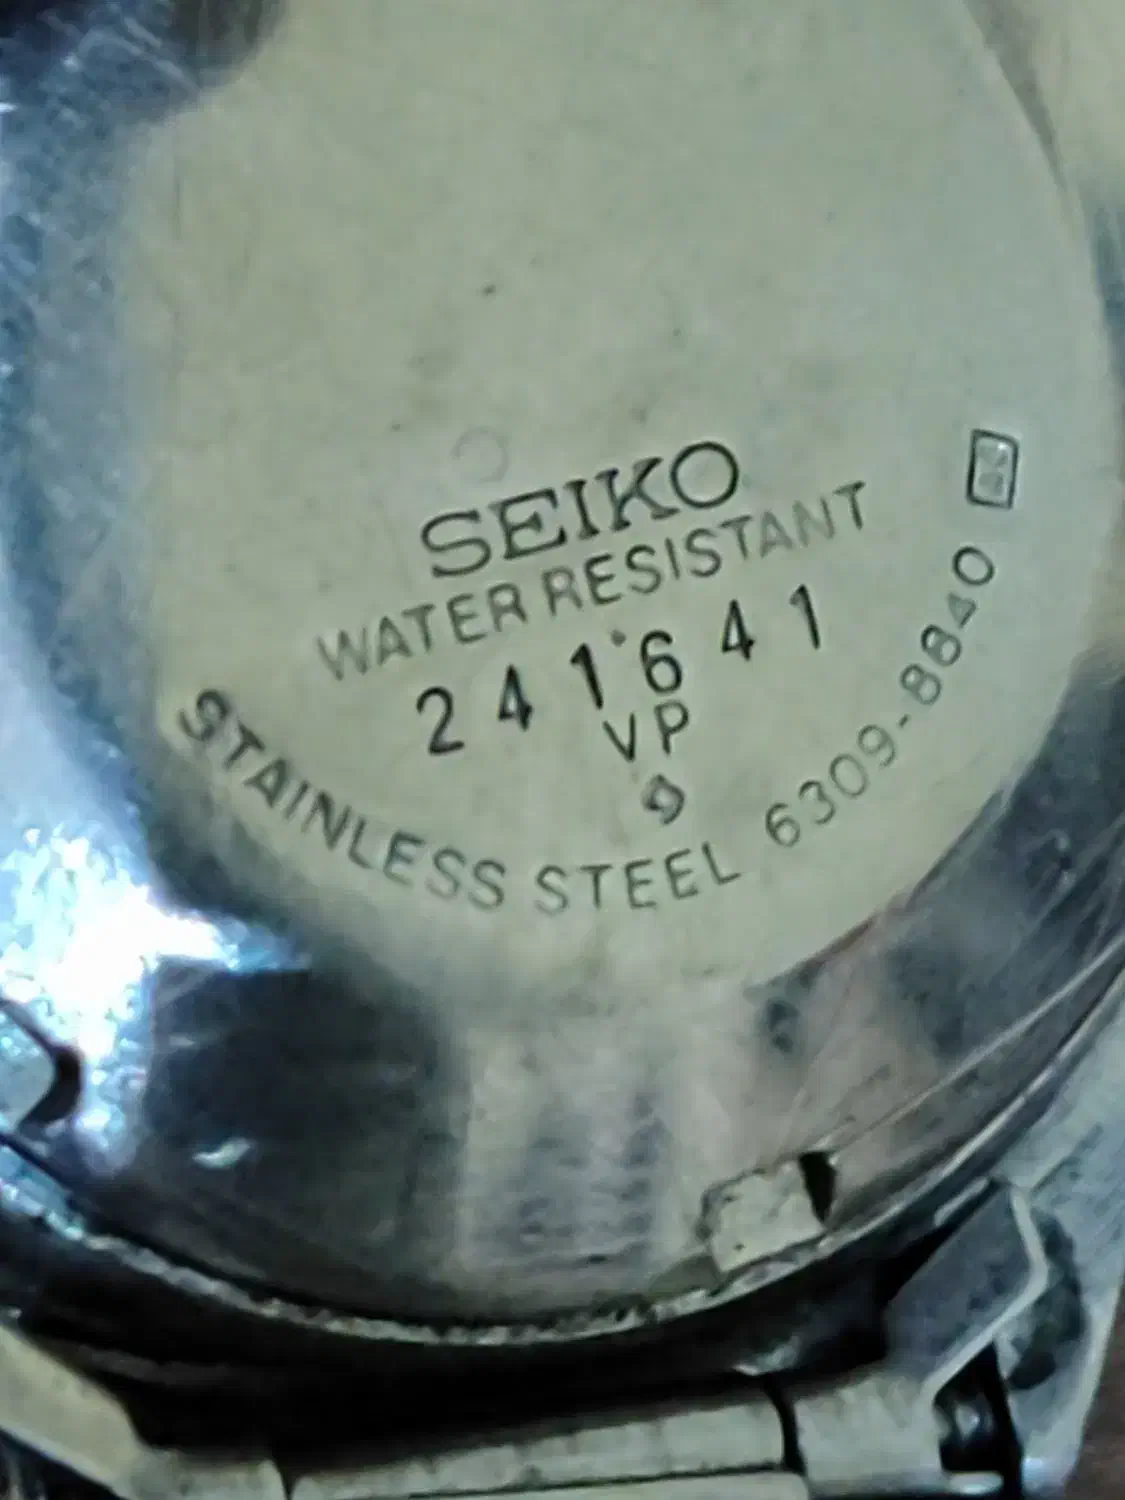 SEIKO
WATER RESISTANT
241641
VP
STAINLESS STEEL 6309-8840